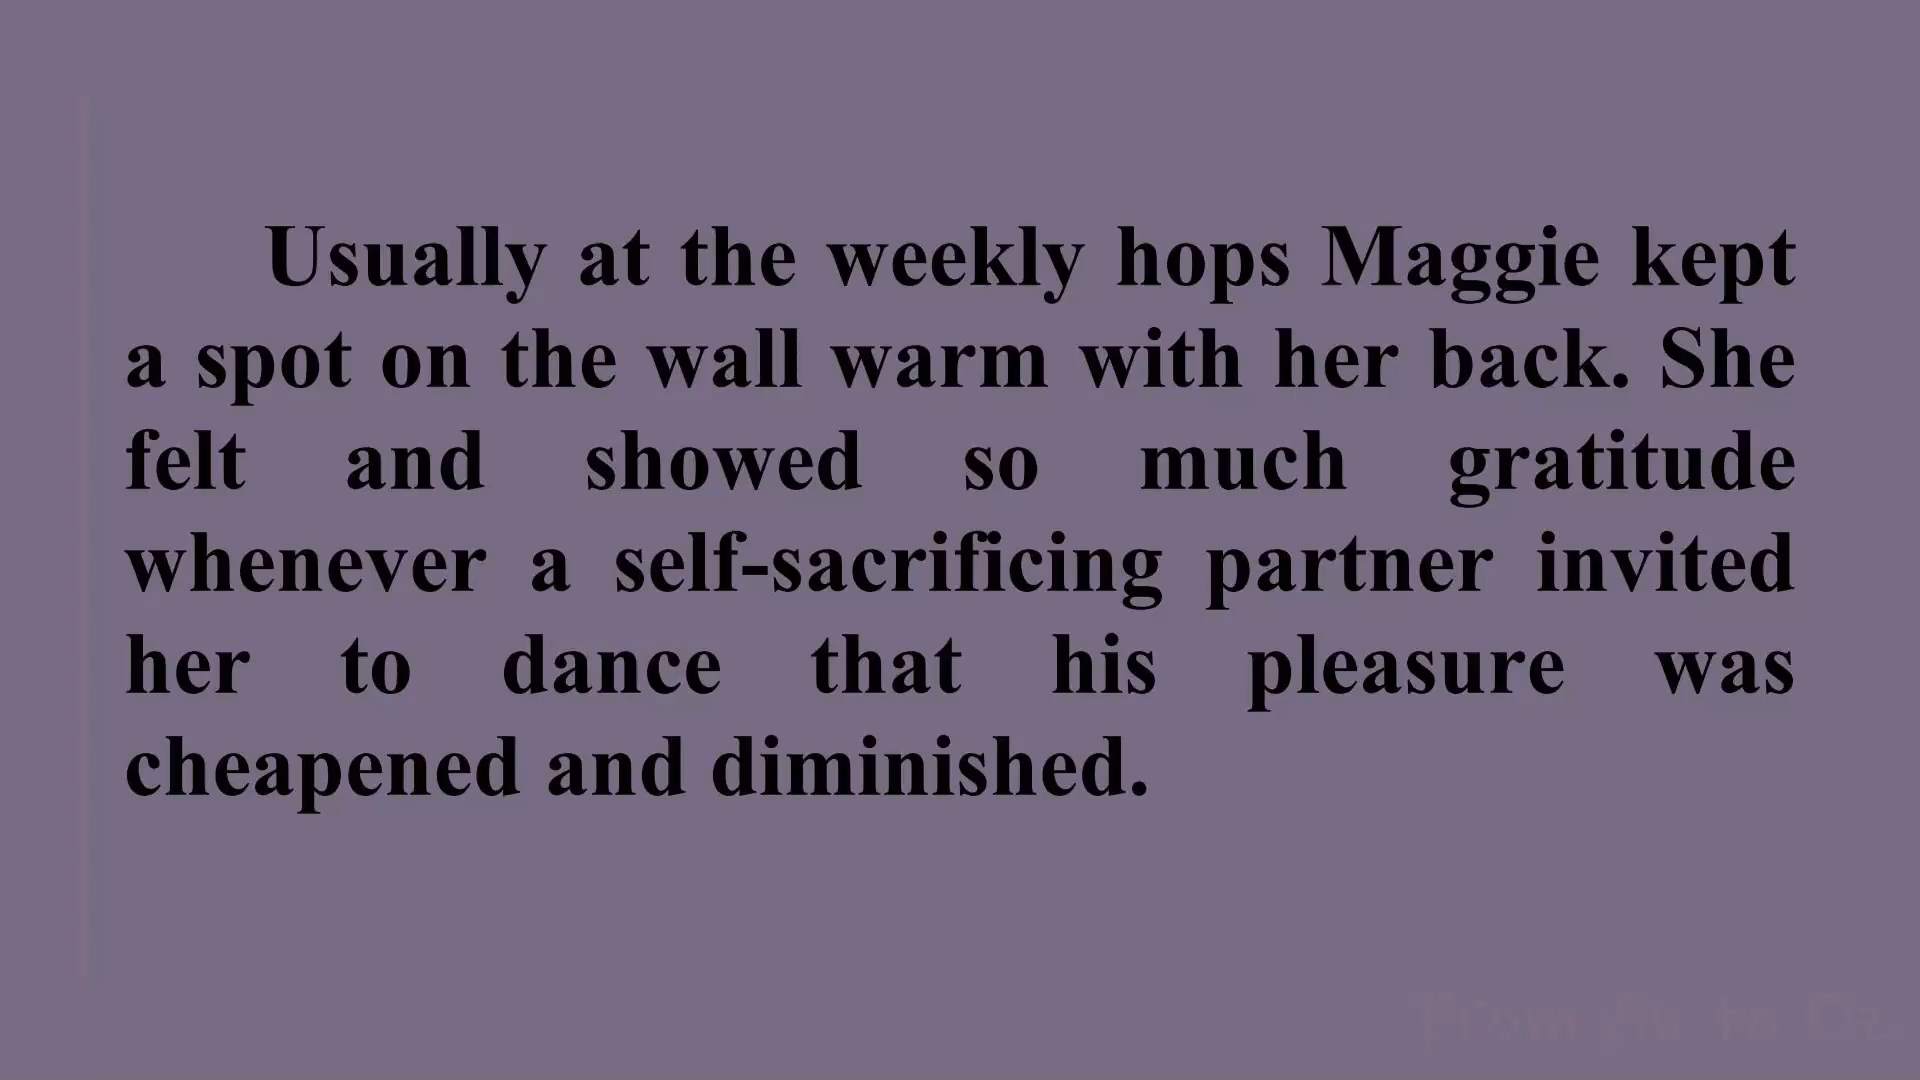 Usually at the weekly hops Maggie kept
a spot on the wall warm with her back. She
felt and showed so much gratitude
whenever a self-sacrificing partner invited
her to dance that his pleasure was
cheapened and diminished.